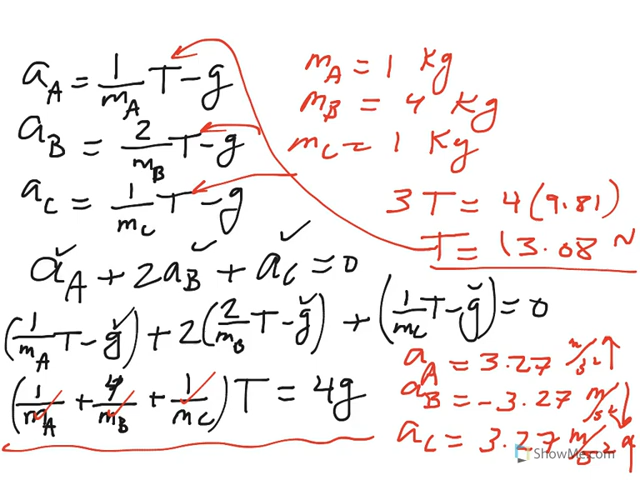 a_A = 1/m_A T - g
a_B = 2/m_B T - g
a_C = 1/m_C T - g
a_A + 2a_B + a_C = 0
(1/m_A T - g) + 2(2/m_B T - g) + (1/m_C T - g) = 0
(1/m_A + 4/m_B + 1/m_C) T = 4g
m_A = 1 Kg
m_B = 4 Kg
m_C = 1 Kg
3T = 4(9.81)
T = 13.08 N
a_A = 3.27 m/s² ↑
a_B = -3.27 m/s² ↓
a_C = 3.27 m/s²
ShowMe.com